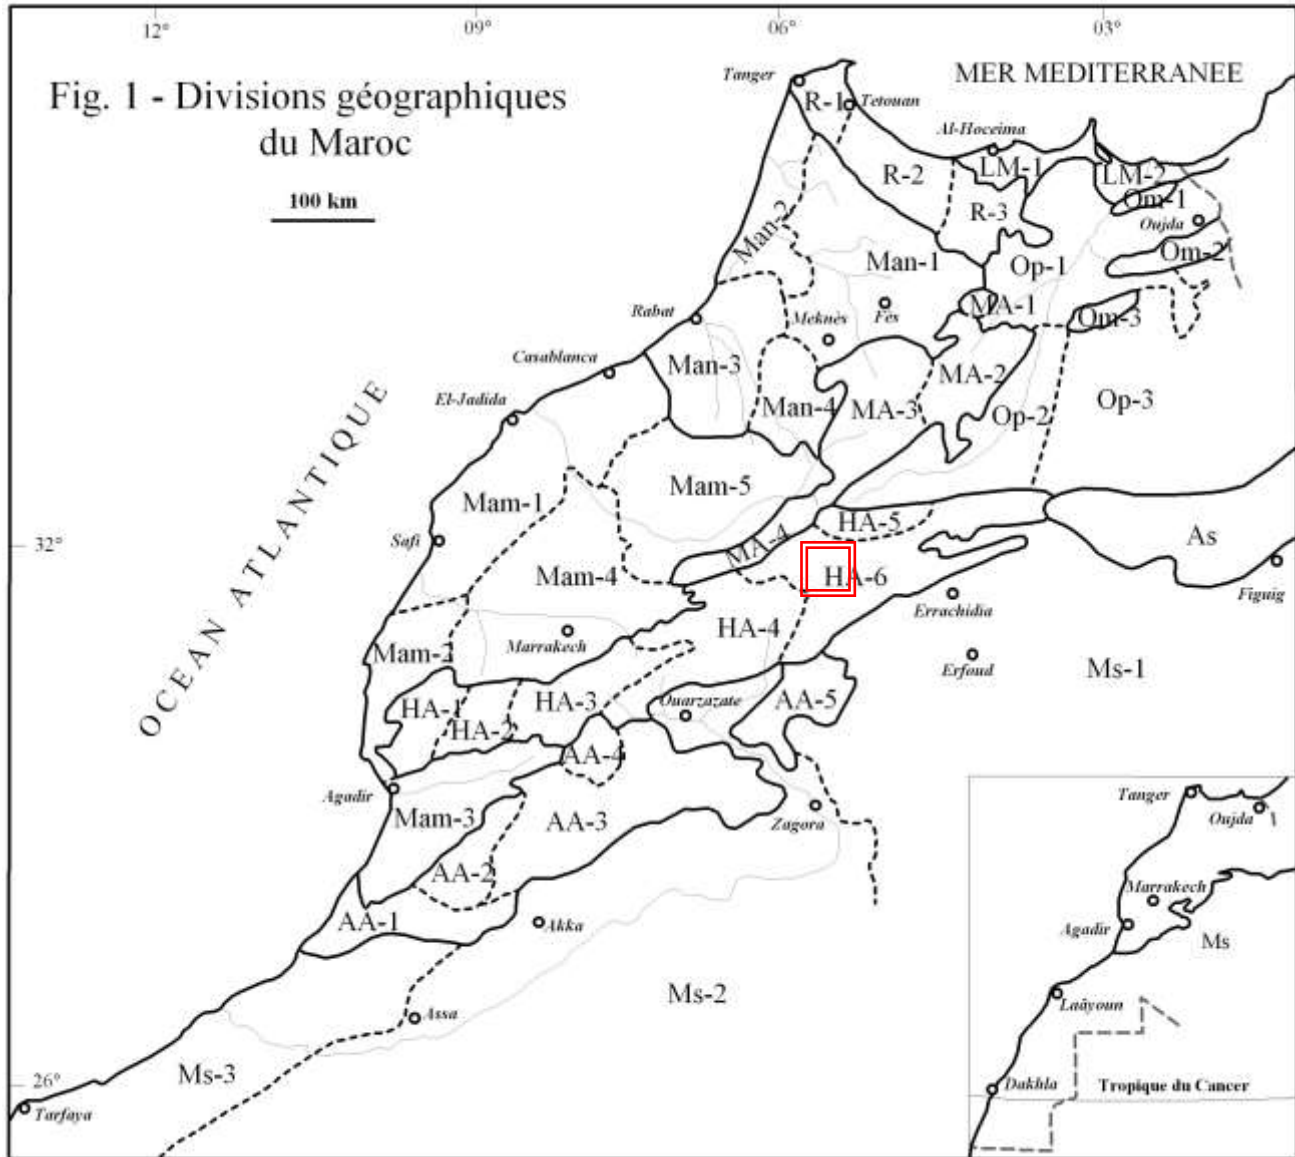 12°
09°
06°
03°
Fig. 1 - Divisions géographiques
du Maroc
100 km
MER MEDITERRANEE
OCEAN ATLANTIQUE
Tanger
R-1
Tetouan
Al-Hoceima
LM-1
LM-2
R-2
R-3
Om-1
Oujda
Om-2
Man-2
Man-1
Op-1
MA-1
Om-3
Rabat
Meknès
Fès
Casablanca
Man-3
MA-2
El-Jadida
Man-4
MA-3
Op-2
Op-3
Mam-1
Mam-5
HA-5
As
Safi
32°
MA-4
Mam-4
HA-6
Errachidia
Figuig
Marrakech
HA-4
Mam-2
Erfoud
Ms-1
HA-1
HA-2
HA-3
Ouarzazate
AA-5
AA-4
Agadir
Mam-3
AA-3
Zagora
AA-2
AA-1
Akka
Ms-2
Assa
Ms-3
26°
Tarfaya
Tanger
Oujda
Marrakech
Agadir
Ms
Laâyoun
Dakhla
Tropique du Cancer